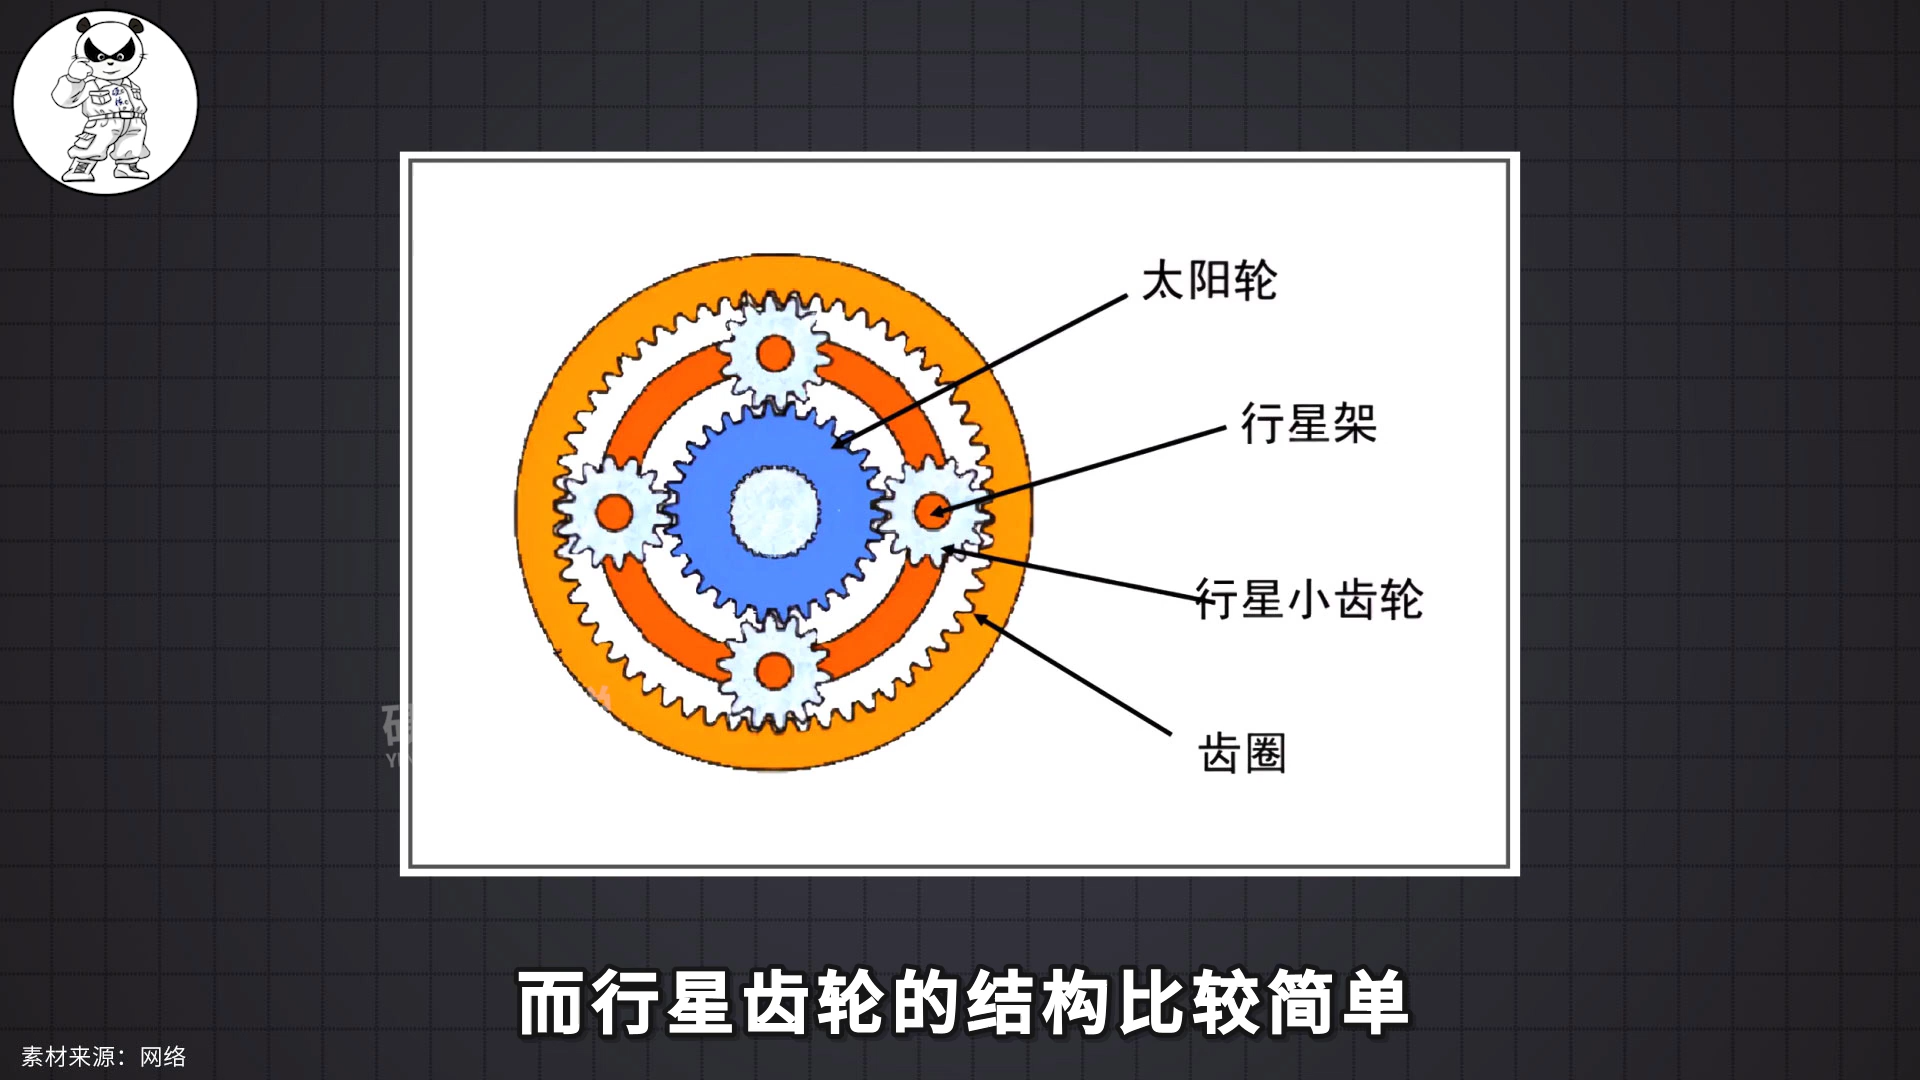 太阳轮
行星架
行星小齿轮
齿圈
而行星齿轮的结构比较简单
素材来源：网络